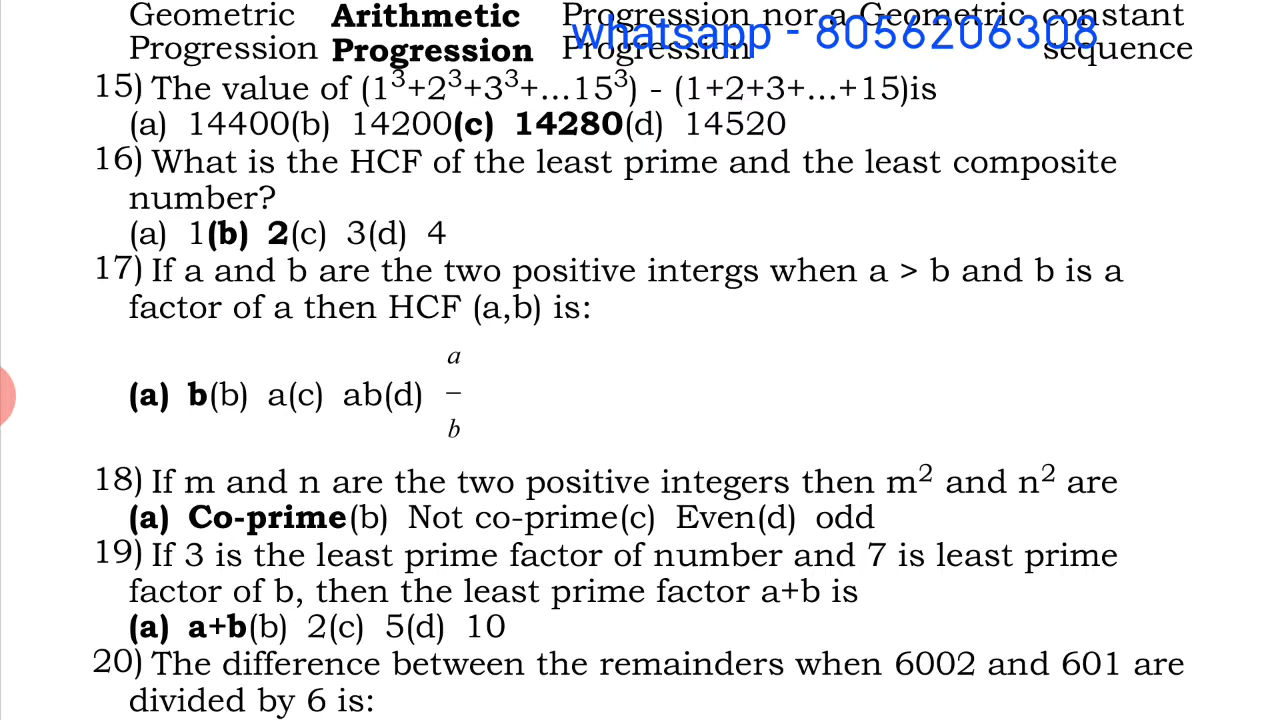 Geometric Arithmetic Progression nor a Geometric constant
Progression Progression Progression sequence
whatsapp - 8056206308
15) The value of (1³+2³+3³+...15³) - (1+2+3+...+15)is
(a) 14400(b) 14200(c) 14280(d) 14520
16) What is the HCF of the least prime and the least composite
number?
(a) 1(b) 2(c) 3(d) 4
17) If a and b are the two positive intergs when a > b and b is a
factor of a then HCF (a,b) is:
a
(a) b(b) a(c) ab(d) –
b
18) If m and n are the two positive integers then m² and n² are
(a) Co-prime(b) Not co-prime(c) Even(d) odd
19) If 3 is the least prime factor of number and 7 is least prime
factor of b, then the least prime factor a+b is
(a) a+b(b) 2(c) 5(d) 10
20) The difference between the remainders when 6002 and 601 are
divided by 6 is: